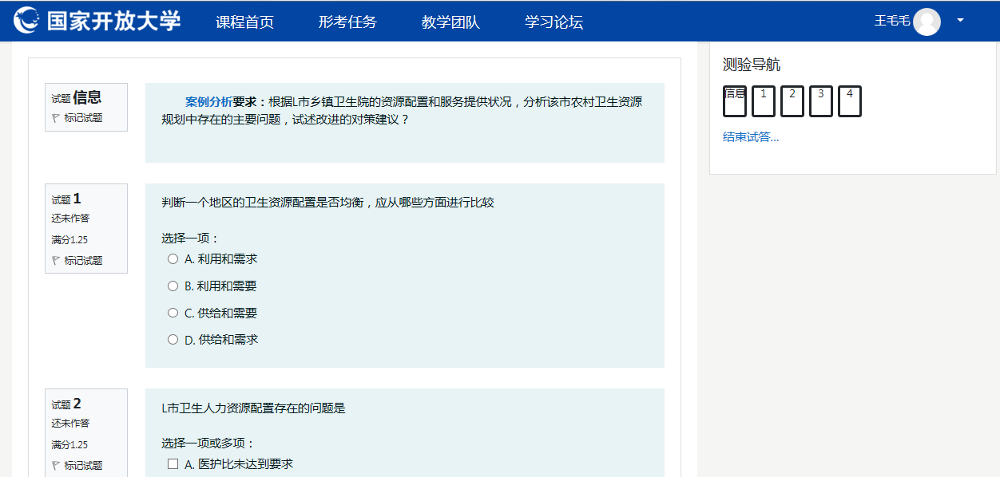 国家开放大学 课程首页 形考任务 教学团队 学习论坛 王毛毛
试题 信息
标记试题
案例分析要求：根据L市乡镇卫生院的资源配置和服务提供状况，分析该市农村卫生资源
规划中存在的主要问题，试述改进的对策建议？
试题 1
还未作答
满分1.25
标记试题
判断一个地区的卫生资源配置是否均衡，应从哪些方面进行比较
选择一项：
A. 利用和需求
B. 利用和需要
C. 供给和需要
D. 供给和需求
试题 2
还未作答
满分1.25
标记试题
L市卫生人力资源配置存在的问题是
选择一项或多项：
A. 医护比未达到要求
测验导航
信息 1 2 3 4
结束试答...